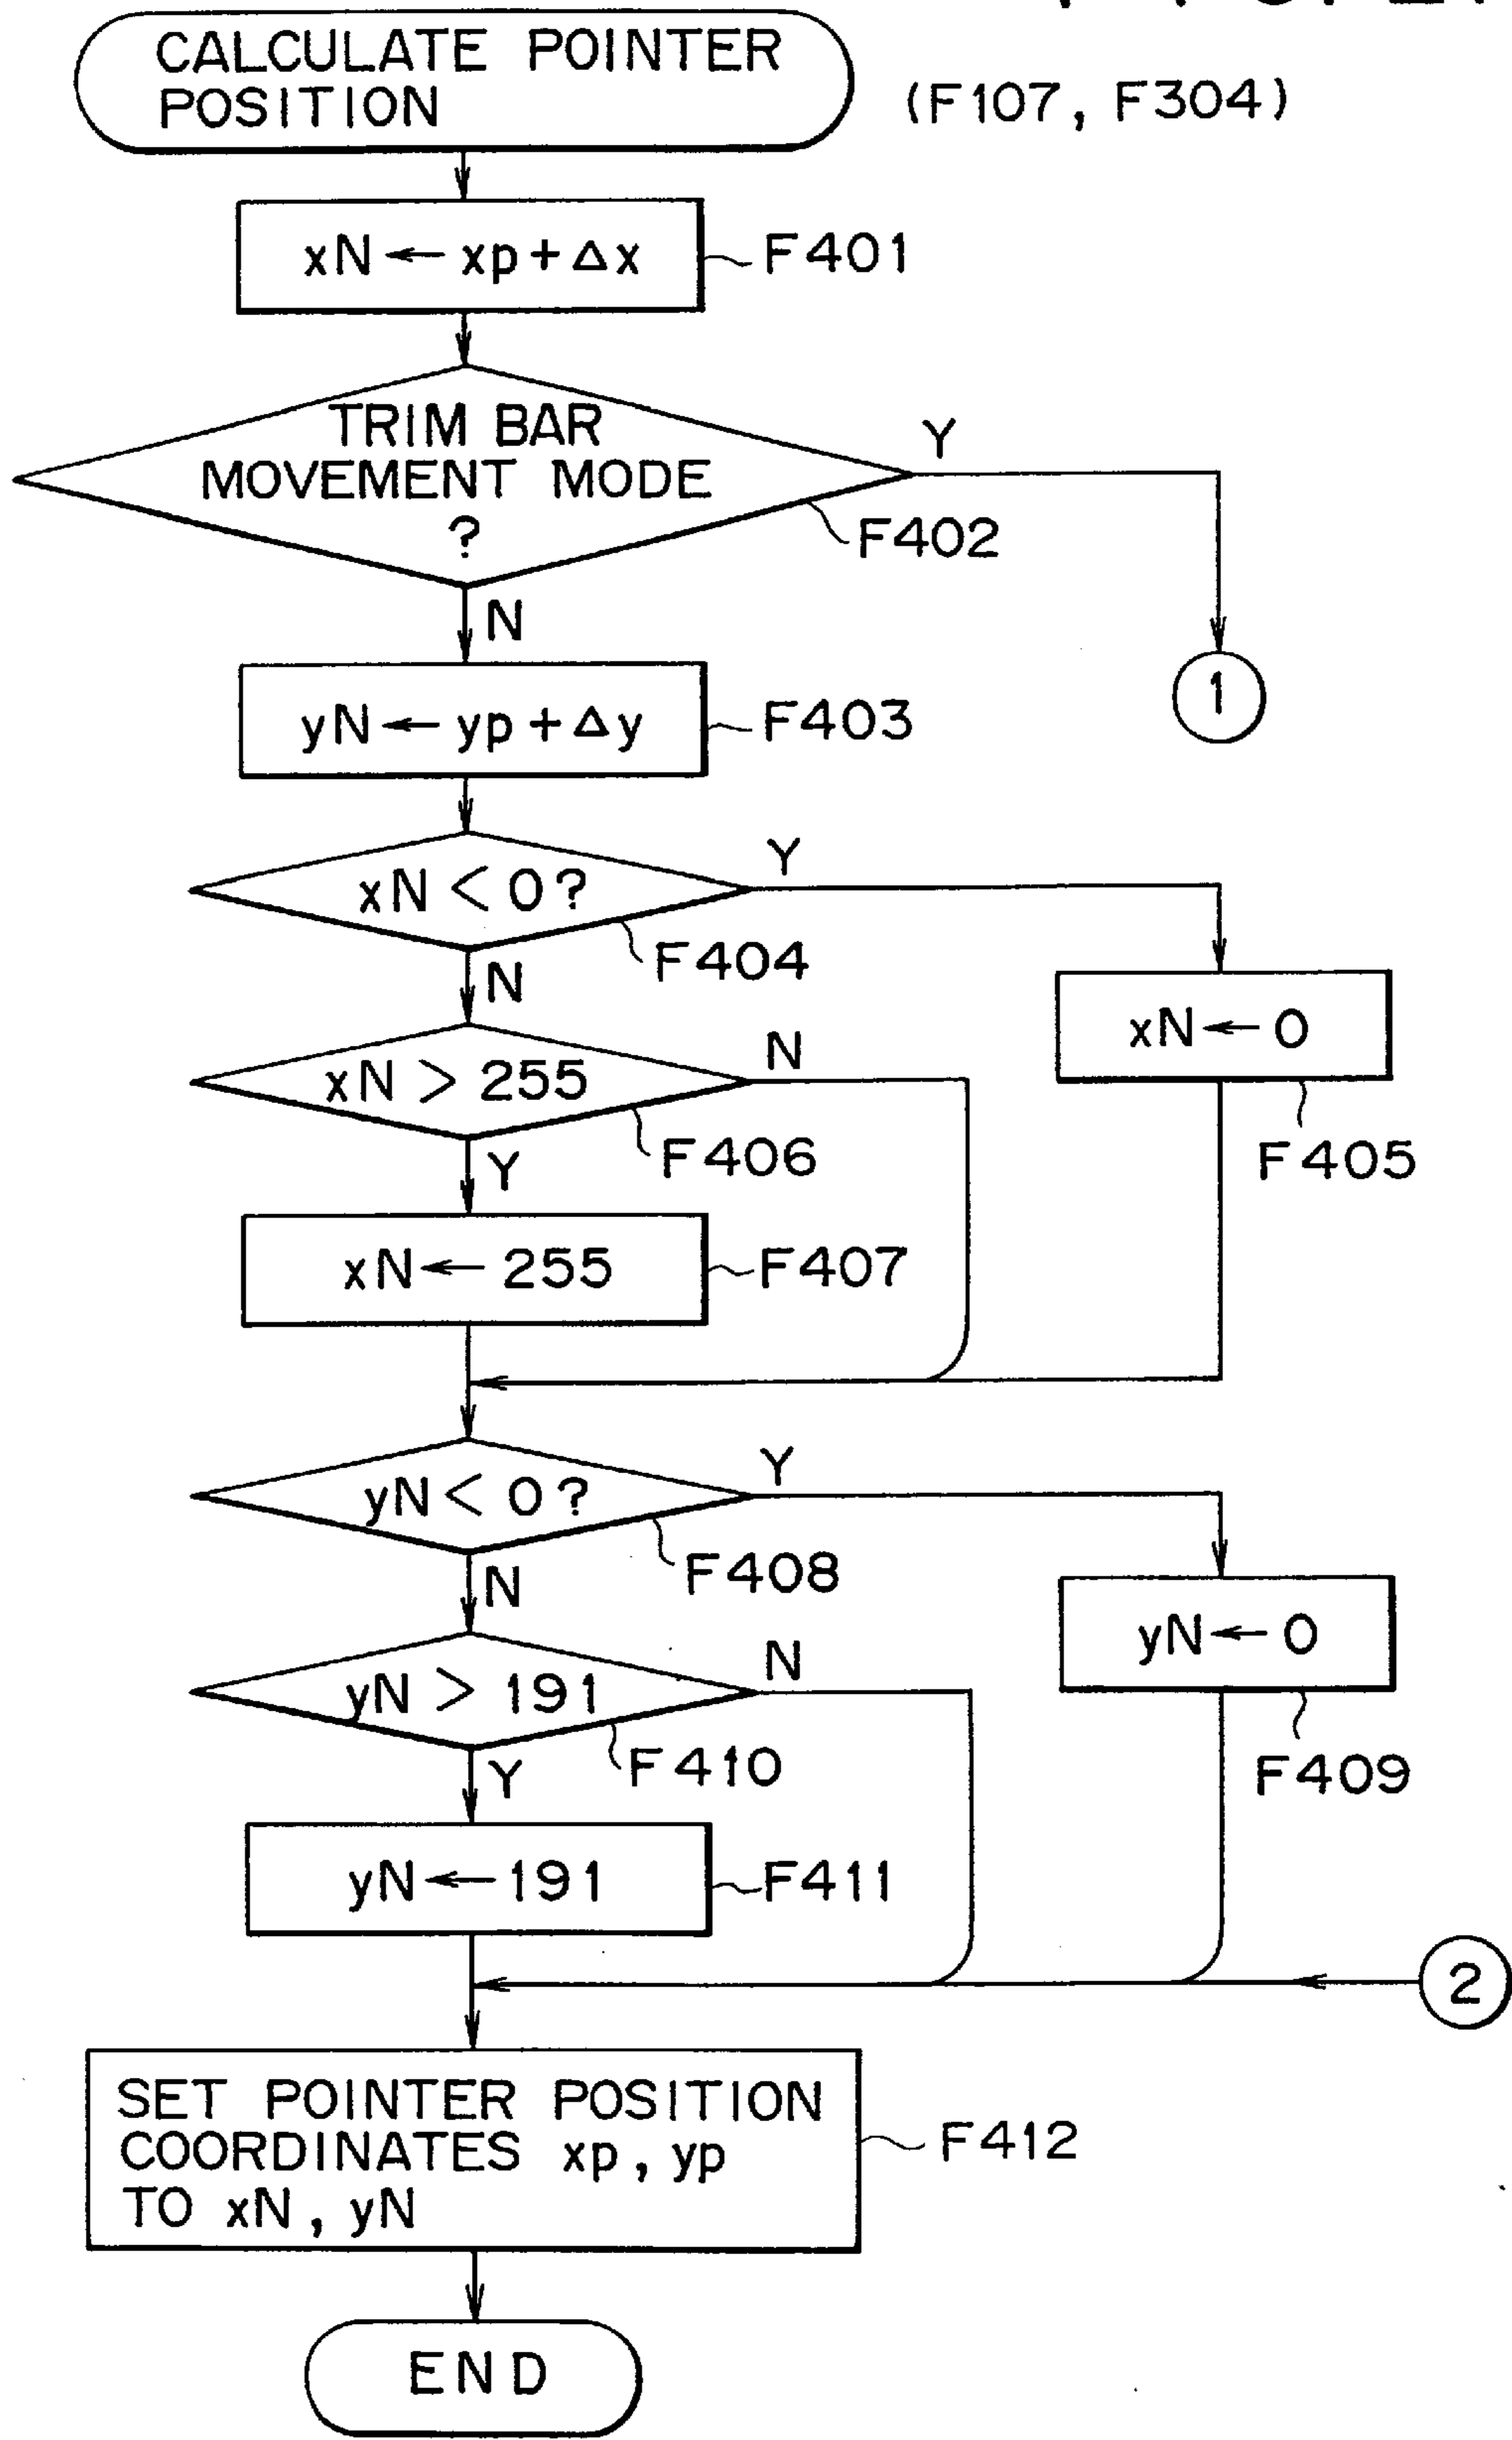 CALCULATE POINTER
POSITION
(F107, F304)
xN ← xp + Δx
F401
TRIM BAR
MOVEMENT MODE
?
Y
F402
N
1
yN ← yp + Δy
F403
xN < 0 ?
Y
F404
N
xN ← 0
F405
xN > 255
N
F406
Y
xN ← 255
F407
yN < 0 ?
Y
F408
N
yN ← 0
F409
yN > 191
N
F410
Y
yN ← 191
F411
2
SET POINTER POSITION
COORDINATES xp, yp
TO xN, yN
F412
END